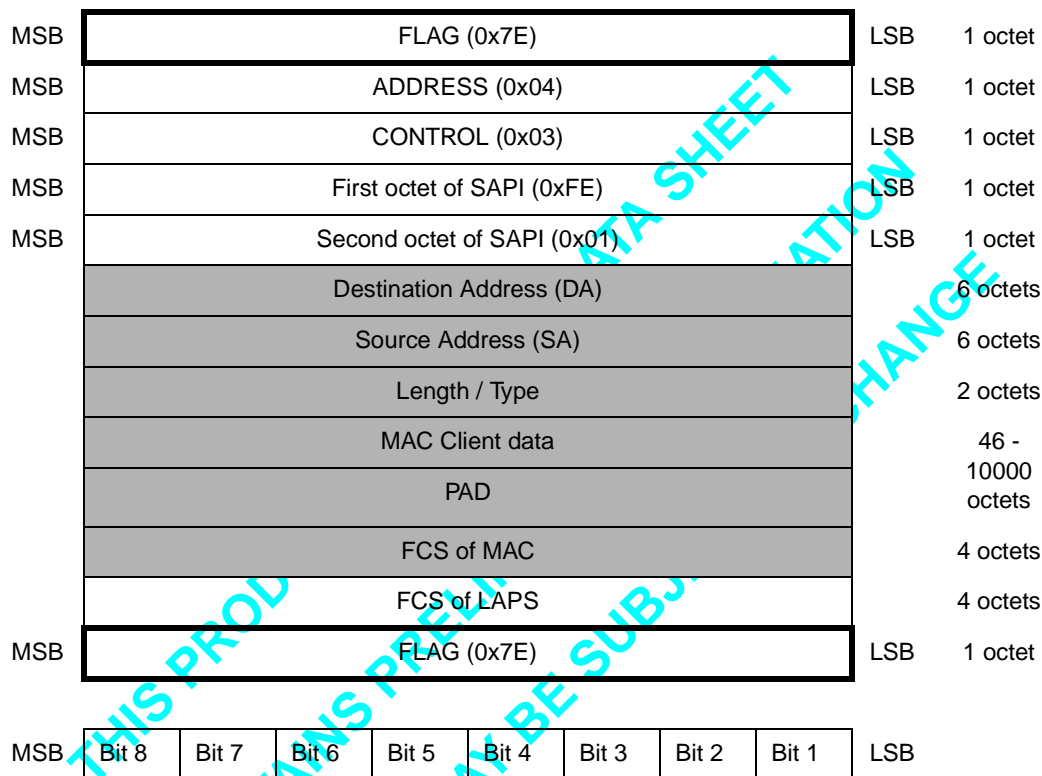 MSB FLAG (0x7E) LSB 1 octet
MSB ADDRESS (0x04) LSB 1 octet
MSB CONTROL (0x03) LSB 1 octet
MSB First octet of SAPI (0xFE) LSB 1 octet
MSB Second octet of SAPI (0x01) LSB 1 octet
Destination Address (DA) 6 octets
Source Address (SA) 6 octets
Length / Type 2 octets
MAC Client data 46 -
10000
PAD octets
FCS of MAC 4 octets
FCS of LAPS 4 octets
MSB FLAG (0x7E) LSB 1 octet
MSB Bit 8 Bit 7 Bit 6 Bit 5 Bit 4 Bit 3 Bit 2 Bit 1 LSB
THIS PROD
SHEET
MAY BE SUBJ
CHANGE